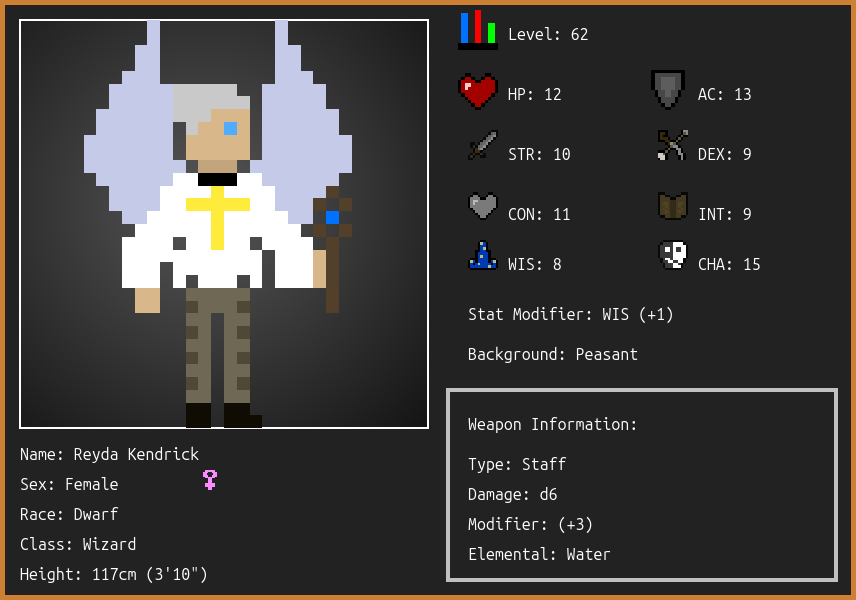 Level: 62
HP: 12
AC: 13
STR: 10
DEX: 9
CON: 11
INT: 9
WIS: 8
CHA: 15
Stat Modifier: WIS (+1)
Background: Peasant
Weapon Information:
Type: Staff
Damage: d6
Modifier: (+3)
Elemental: Water
Name: Reyda Kendrick
Sex: Female
Race: Dwarf
Class: Wizard
Height: 117cm (3'10")